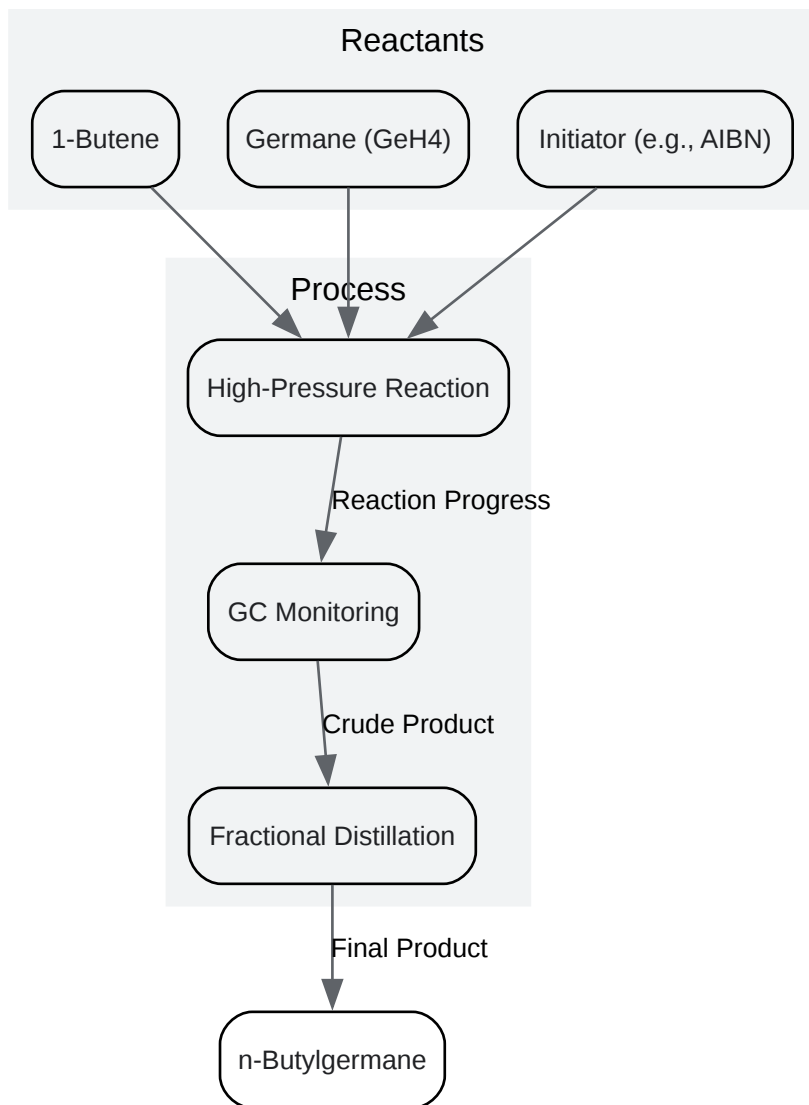 Reactants
1-Butene
Germane (GeH4)
Initiator (e.g., AIBN)
Process
High-Pressure Reaction
Reaction Progress
GC Monitoring
Crude Product
Fractional Distillation
Final Product
n-Butylgermane